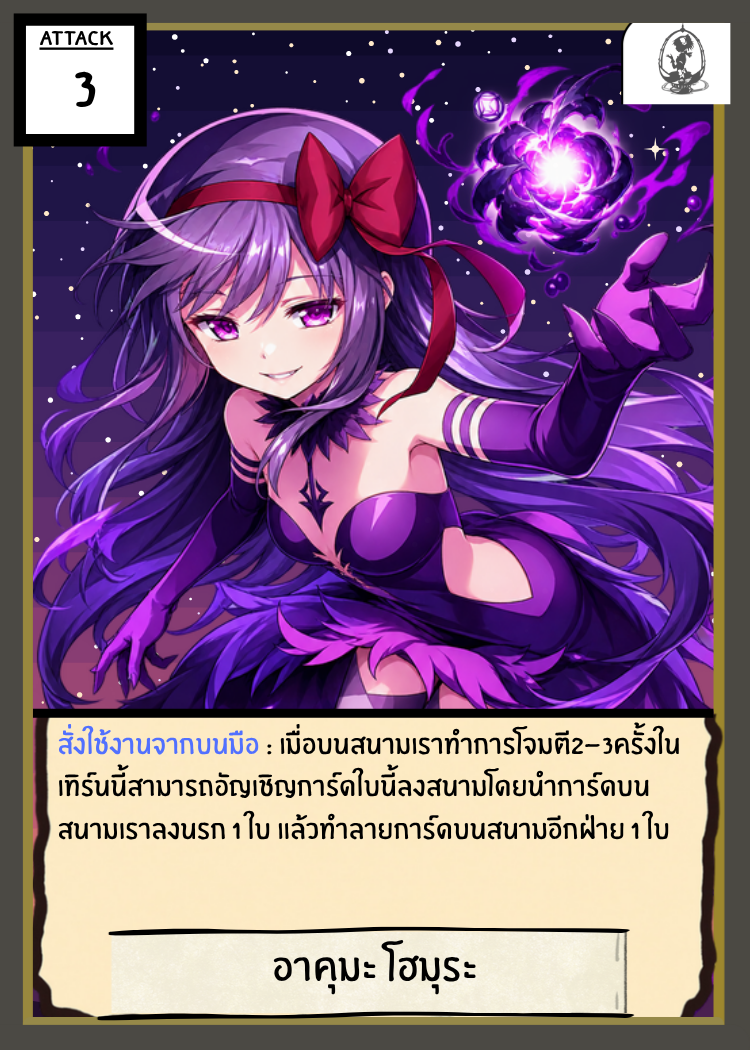 ATTACK
3
สั่งใช้งานจากบนมือ : เมื่อบนสนามเราทำการโจมตี2-3ครั้งใน
เทิร์นนี้สามารถอัญเชิญการ์ดใบนี้ลงสนามโดยนำการ์ดบน
สนามเราลงนรก 1 ใบ แล้วทำลายการ์ดบนสนามอีกฝ่าย 1 ใบ
อาคุมะ โฮมุระ